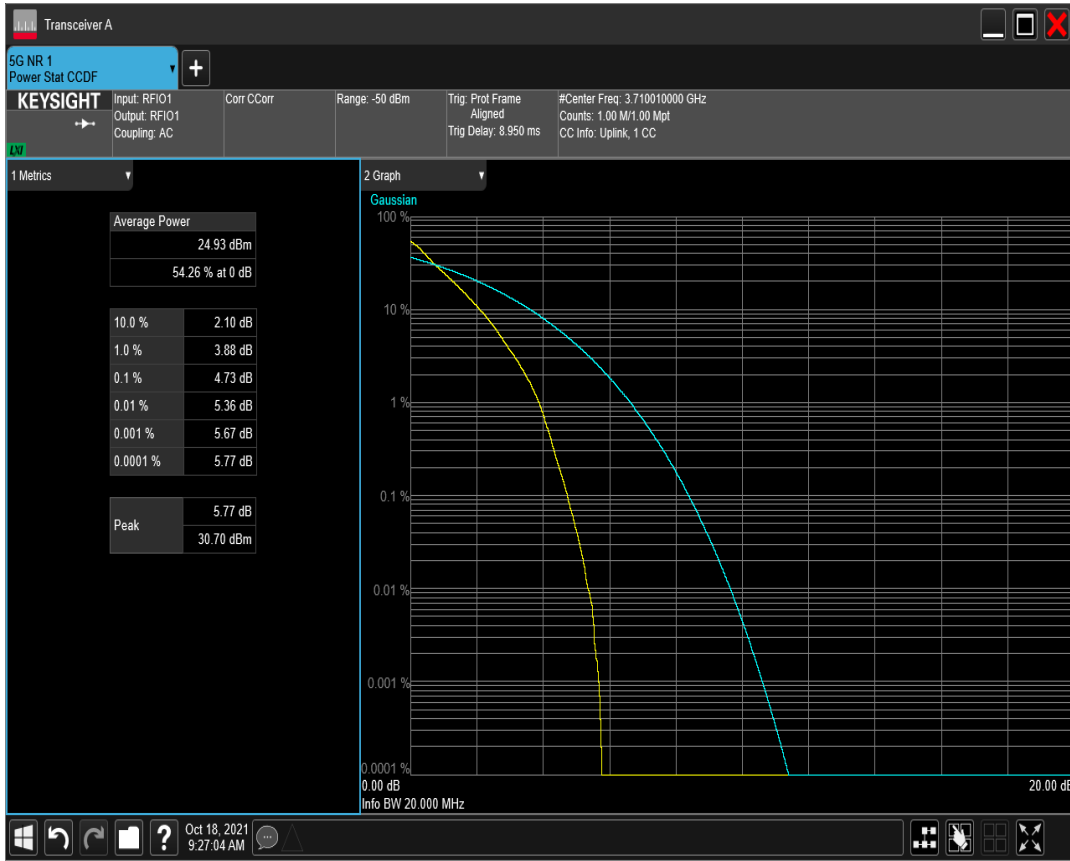 Transceiver A
5G NR 1
Power Stat CCDF
KEYSIGHT
LXI
Input: RFIO1
Output: RFIO1
Coupling: AC
Corr CCorr
Range: -50 dBm
Trig: Prot Frame
Aligned
Trig Delay: 8.950 ms
#Center Freq: 3.710010000 GHz
Counts: 1.00 M/1.00 Mpt
CC Info: Uplink, 1 CC
1 Metrics
Average Power
24.93 dBm
54.26 % at 0 dB
10.0 % 2.10 dB
1.0 % 3.88 dB
0.1 % 4.73 dB
0.01 % 5.36 dB
0.001 % 5.67 dB
0.0001 % 5.77 dB
Peak 5.77 dB
30.70 dBm
2 Graph
Gaussian
100 %
10 %
1 %
0.1 %
0.01 %
0.001 %
0.0001 %
0.00 dB 20.00 dB
Info BW 20.000 MHz
? Oct 18, 2021
9:27:04 AM